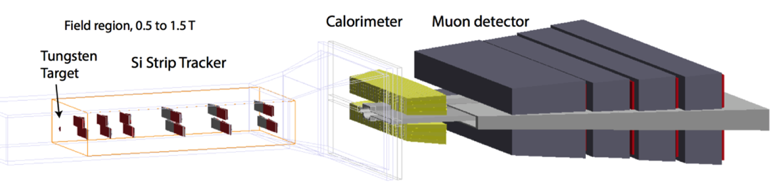 Field region, 0.5 to 1.5 T
Calorimeter
Muon detector
Tungsten
Target
Si Strip Tracker